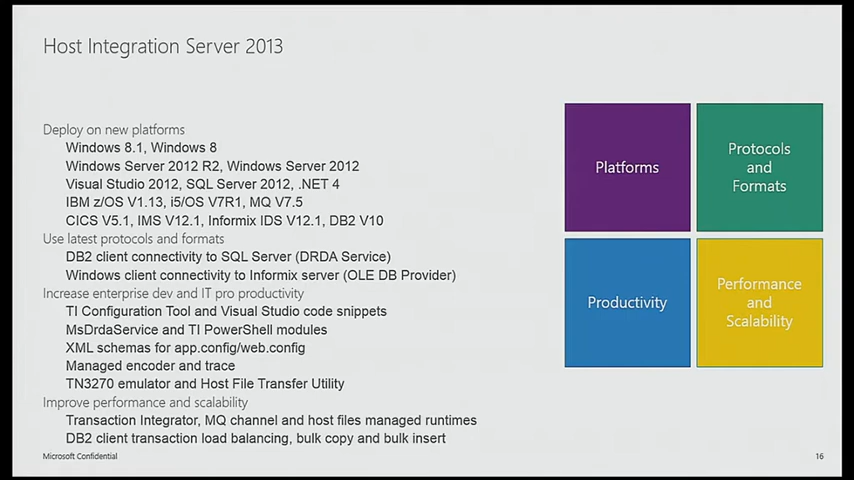 Host Integration Server 2013
Deploy on new platforms
Windows 8.1, Windows 8
Windows Server 2012 R2, Windows Server 2012
Visual Studio 2012, SQL Server 2012, .NET 4
IBM z/OS V1.13, i5/OS V7R1, MQ V7.5
CICS V5.1, IMS V12.1, Informix IDS V12.1, DB2 V10
Use latest protocols and formats
DB2 client connectivity to SQL Server (DRDA Service)
Windows client connectivity to Informix server (OLE DB Provider)
Increase enterprise dev and IT pro productivity
TI Configuration Tool and Visual Studio code snippets
MsDrdaService and TI PowerShell modules
XML schemas for app.config/web.config
Managed encoder and trace
TN3270 emulator and Host File Transfer Utility
Improve performance and scalability
Transaction Integrator, MQ channel and host files managed runtimes
DB2 client transaction load balancing, bulk copy and bulk insert
Platforms
Protocols
and
Formats
Productivity
Performance
and
Scalability
Microsoft Confidential
16